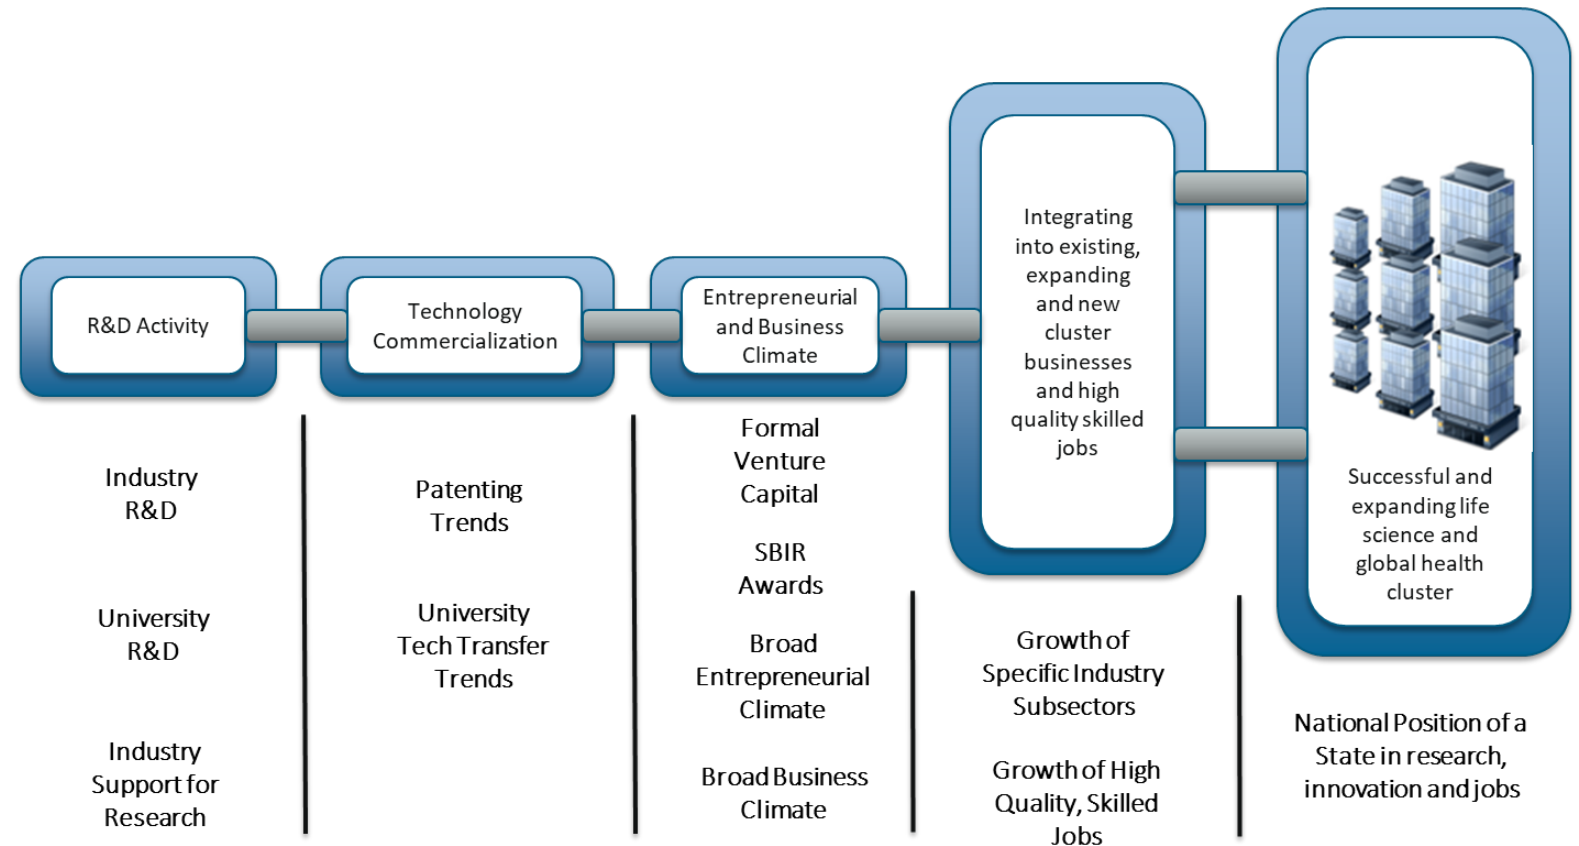 R&D Activity
Technology
Commercialization
Entrepreneurial
and Business
Climate
Integrating
into existing,
expanding
and new
cluster
businesses
and high
quality skilled
jobs
Successful and
expanding life
science and
global health
cluster
Industry
R&D
University
R&D
Industry
Support for
Research
Patenting
Trends
University
Tech Transfer
Trends
Formal
Venture
Capital
SBIR
Awards
Broad
Entrepreneurial
Climate
Broad Business
Climate
Growth of
Specific Industry
Subsectors
Growth of High
Quality, Skilled
Jobs
National Position of a
State in research,
innovation and jobs